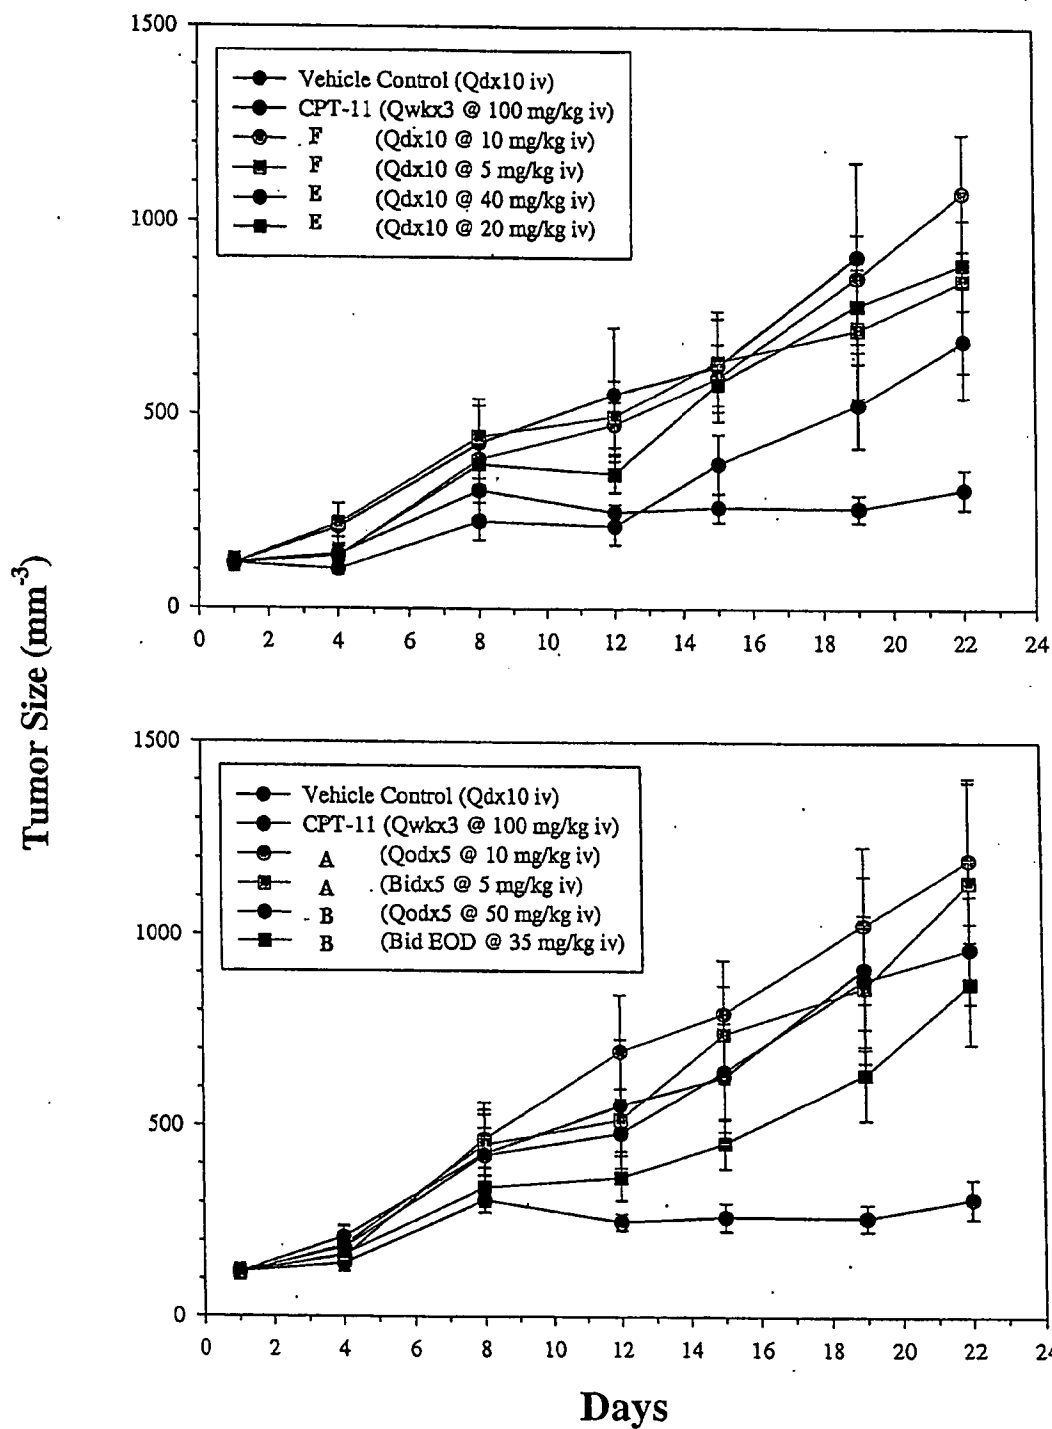 1500
Vehicle Control (Qdx10 iv)
CPT-11 (Qwkx3 @ 100 mg/kg iv)
F (Qdx10 @ 10 mg/kg iv)
F (Qdx10 @ 5 mg/kg iv)
E (Qdx10 @ 40 mg/kg iv)
E (Qdx10 @ 20 mg/kg iv)
1000
500
0
0 2 4 6 8 10 12 14 16 18 20 22 24
Tumor Size (mm-3)
1500
Vehicle Control (Qdx10 iv)
CPT-11 (Qwkx3 @ 100 mg/kg iv)
A (Qodx5 @ 10 mg/kg iv)
A (Bidx5 @ 5 mg/kg iv)
B (Qodx5 @ 50 mg/kg iv)
B (Bid EOD @ 35 mg/kg iv)
1000
500
0
0 2 4 6 8 10 12 14 16 18 20 22 24
Days